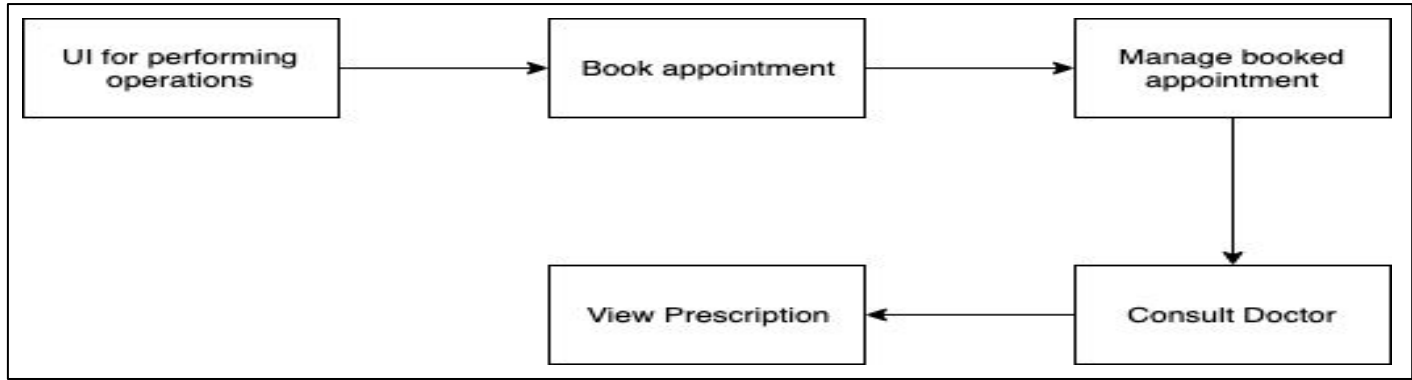 UI for performing
operations
Book appointment
Manage booked
appointment
Consult Doctor
View Prescription